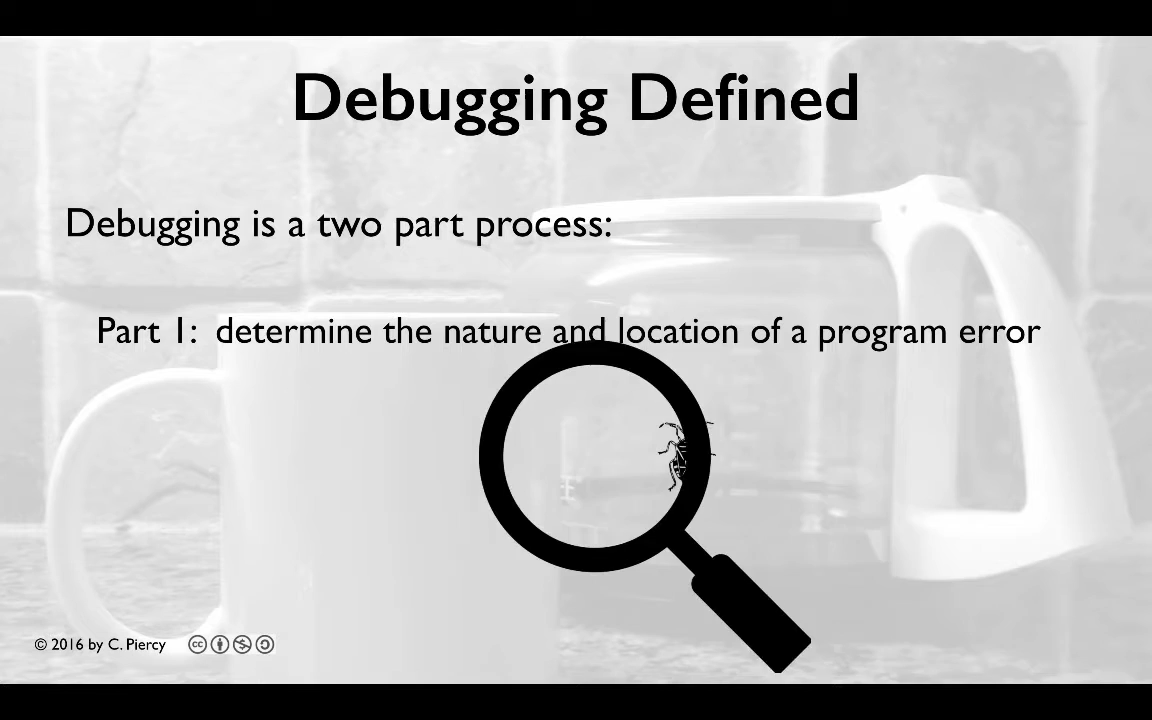 Debugging Defined
Debugging is a two part process:
Part 1: determine the nature and location of a program error
© 2016 by C. Piercy
cc